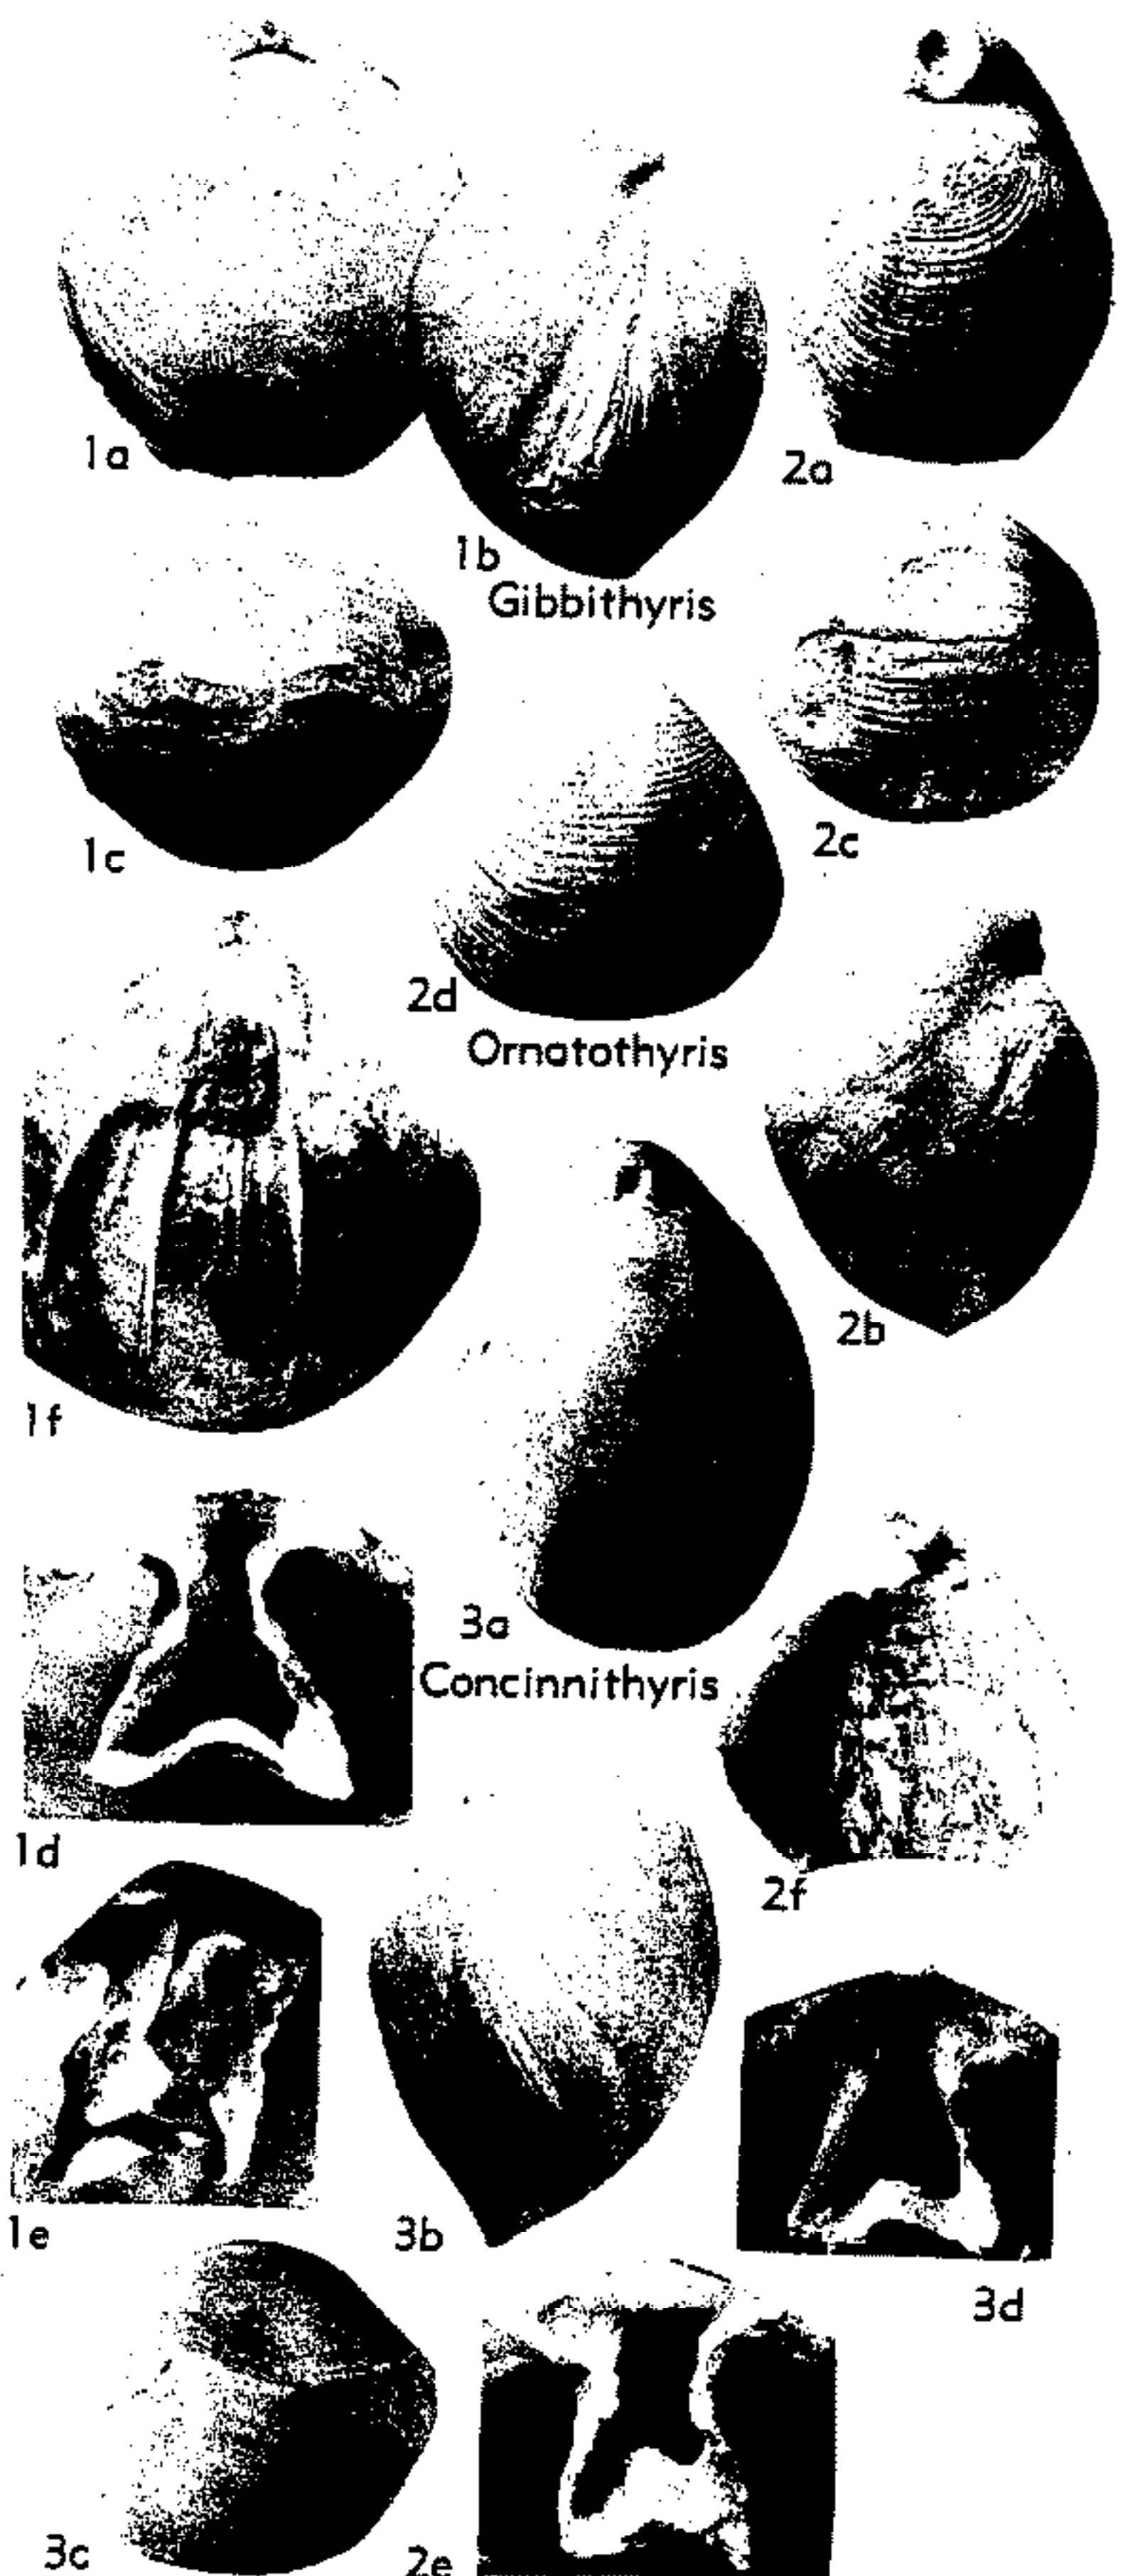 1a
2a
1b
Gibbithyris
1c
2c
2d
Ornatothyris
2b
1f
3a
Concinnithyris
1d
2f
1e
3b
3d
3c
2e